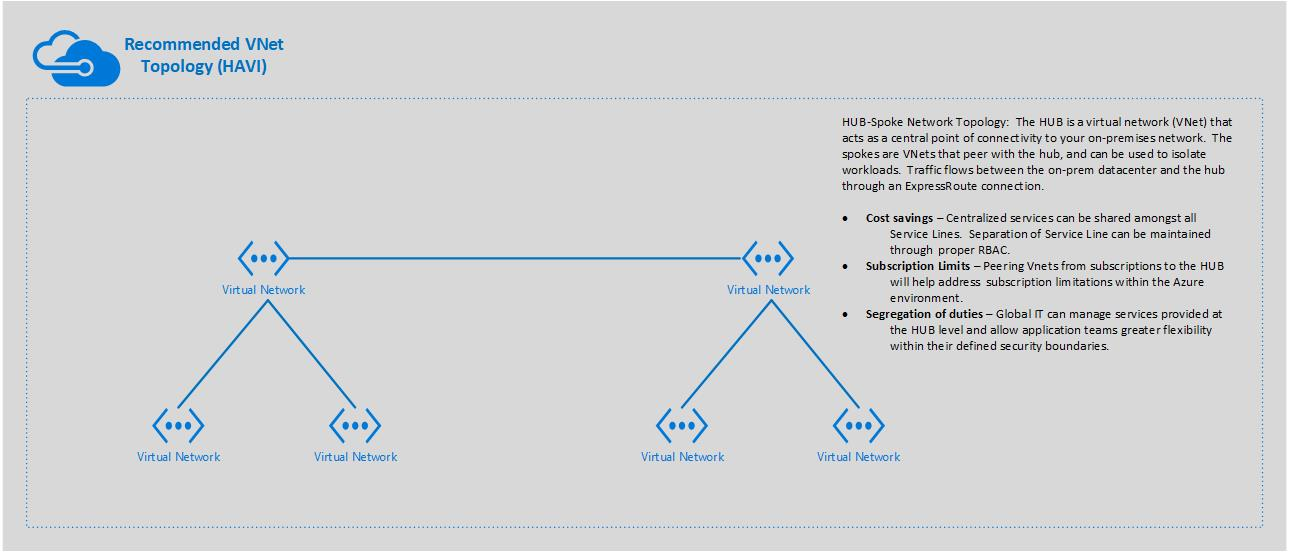 Recommended VNet
Topology (HAVI)
HUB-Spoke Network Topology:  The HUB is a virtual network (VNet) that
acts as a central point of connectivity to your on-premises network.  The
spokes are VNets that peer with the hub, and can be used to isolate
workloads.  Traffic flows between the on-prem datacenter and the hub
through an ExpressRoute connection.
• Cost savings – Centralized services can be shared amongst all
Service Lines.  Separation of Service Line can be maintained
through proper RBAC.
• Subscription Limits – Peering Vnets from subscriptions to the HUB
will help address subscription limitations within the Azure
environment.
• Segregation of duties – Global IT can manage services provided at
the HUB level and allow application teams greater flexibility
within their defined security boundaries.
Virtual Network
Virtual Network
Virtual Network
Virtual Network
Virtual Network
Virtual Network